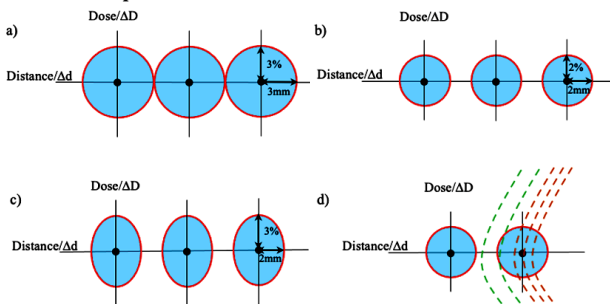 Dose/ΔD
a)
3%
Distance/Δd
3mm
Dose/ΔD
b)
2%
Distance/Δd
2mm
Dose/ΔD
c)
3%
Distance/Δd
2mm
Dose/ΔD
d)
Distance/Δd